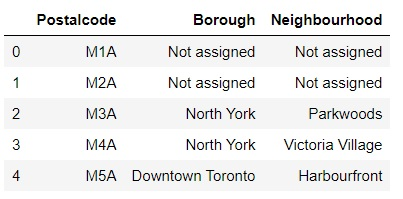 Postalcode Borough Neighbourhood
0 M1A Not assigned Not assigned
1 M2A Not assigned Not assigned
2 M3A North York Parkwoods
3 M4A North York Victoria Village
4 M5A Downtown Toronto Harbourfront